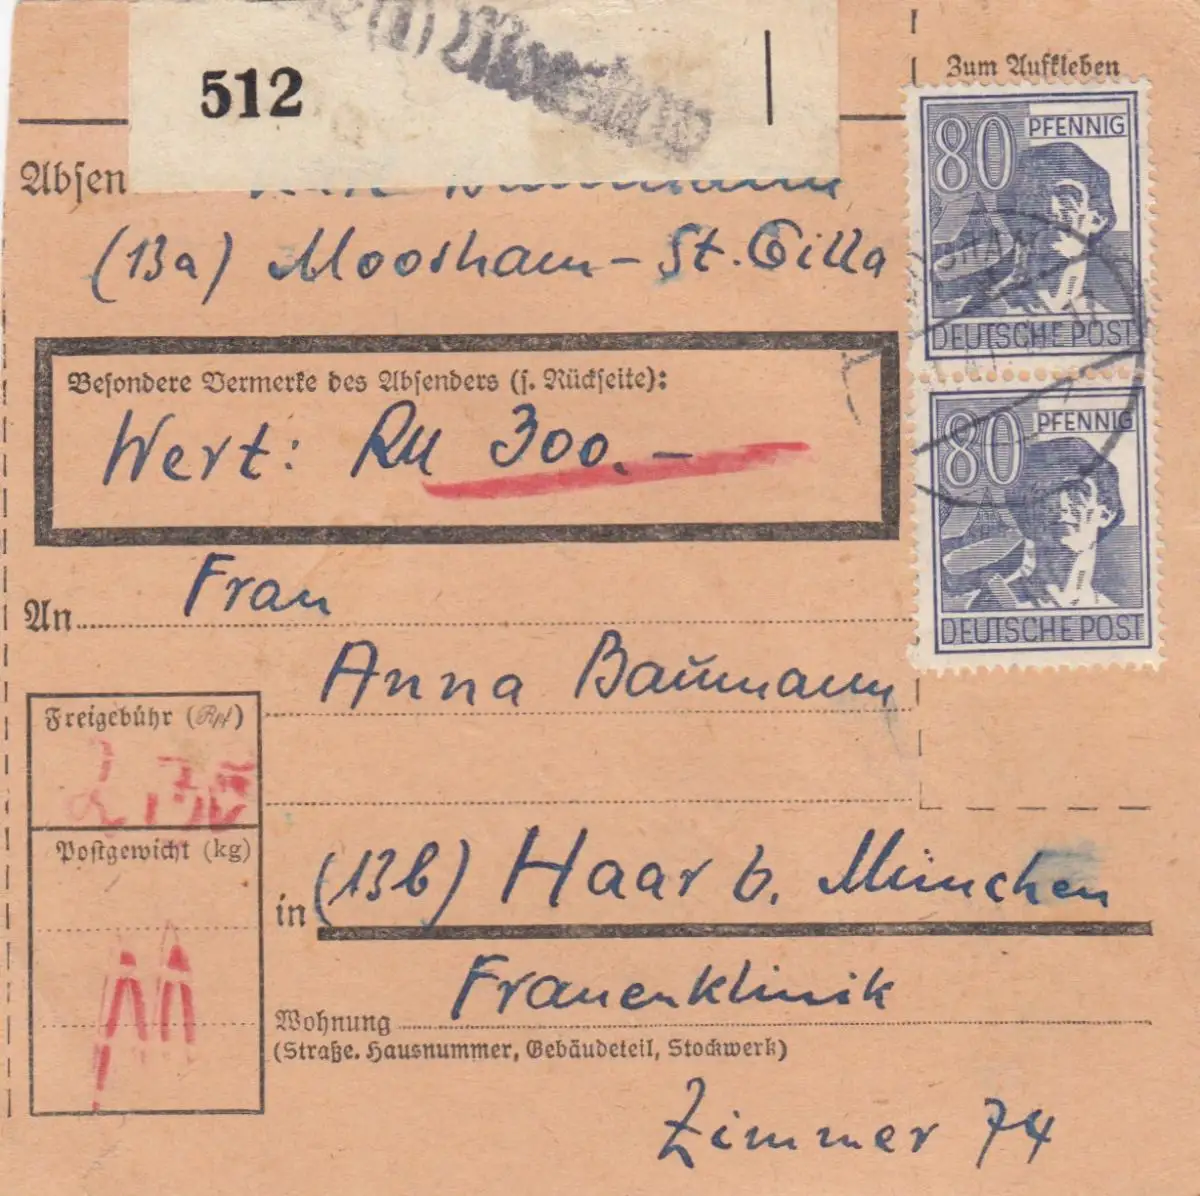 512
Moosham
Zum Aufkleben
Absen
(13a) Moosham – St. Gilla
Besondere Vermerke des Absenders (s. Rückseite):
Wert: RM 300.–
80 PFENNIG
DEUTSCHE POST
80 PFENNIG
DEUTSCHE POST
An Frau
Anna Baumann
Freigebühr (Rpf)
Postgewicht (kg)
in (13b) Haar b. München
Frauenklinik
Wohnung
(Straße, Hausnummer, Gebäudeteil, Stockwerk)
Zimmer 74